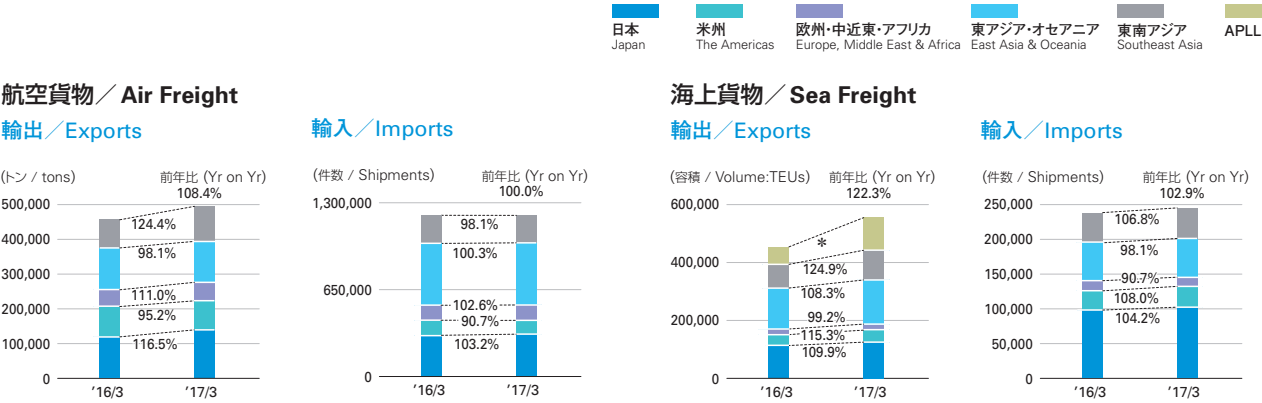 日本
Japan
米州
The Americas
欧州・中近東・アフリカ
Europe, Middle East & Africa
東アジア・オセアニア
East Asia & Oceania
東南アジア
Southeast Asia
APLL
航空貨物／Air Freight
輸出／Exports
(トン / tons)
前年比 (Yr on Yr)
108.4%
500,000
400,000
300,000
200,000
100,000
0
124.4%
98.1%
111.0%
95.2%
116.5%
’16/3
’17/3
輸入／Imports
(件数 / Shipments)
前年比 (Yr on Yr)
100.0%
1,300,000
650,000
0
98.1%
100.3%
102.6%
90.7%
103.2%
’16/3
’17/3
海上貨物／Sea Freight
輸出／Exports
(容積 / Volume:TEUs)
前年比 (Yr on Yr)
122.3%
600,000
400,000
200,000
0
*
124.9%
108.3%
99.2%
115.3%
109.9%
’16/3
’17/3
輸入／Imports
(件数 / Shipments)
前年比 (Yr on Yr)
102.9%
250,000
200,000
150,000
100,000
50,000
0
106.8%
98.1%
90.7%
108.0%
104.2%
’16/3
’17/3